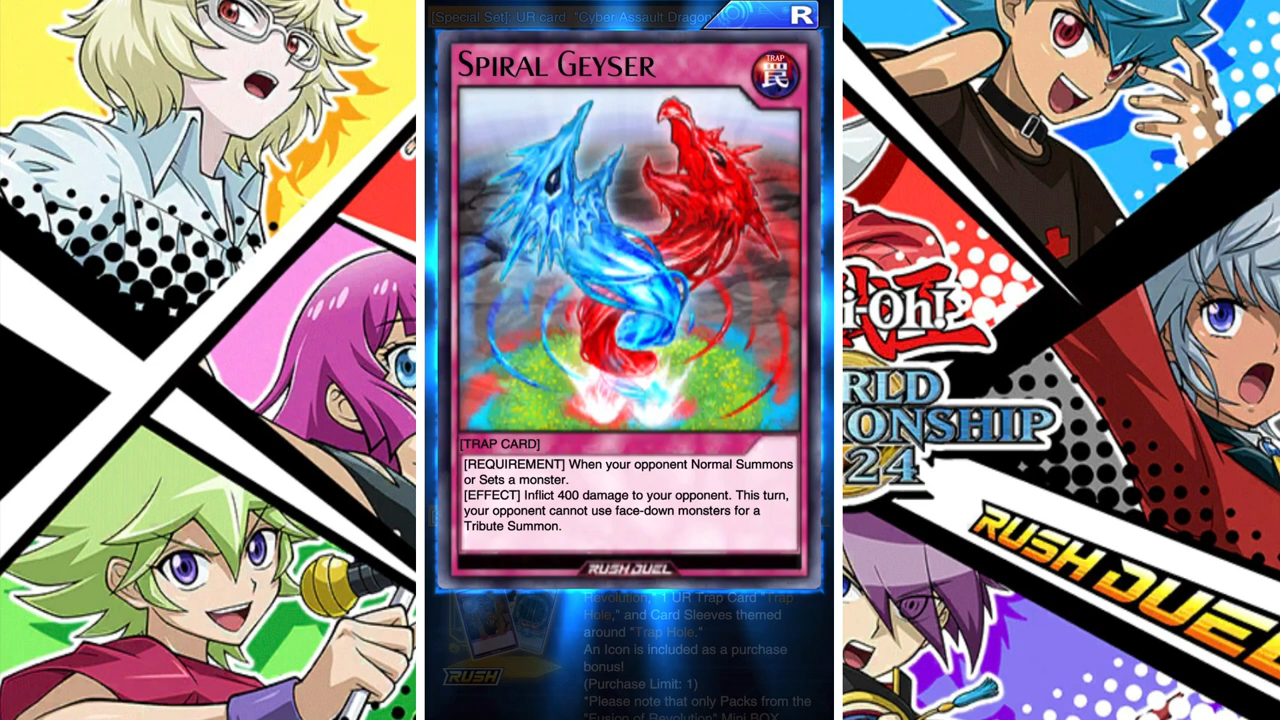 [Special Set]: UR card "Cyber Assault Dragon"
R
SPIRAL GEYSER
TRAP
罠
[TRAP CARD]
[REQUIREMENT] When your opponent Normal Summons
or Sets a monster.
[EFFECT] Inflict 400 damage to your opponent. This turn,
your opponent cannot use face-down monsters for a
Tribute Summon.
RUSH DUEL
Revolution," 1 UR Trap Card "Trap
Hole," and Card Sleeves themed
around "Trap Hole."
An Icon is included as a purchase
bonus!
(Purchase Limit: 1)
"Please note that only Packs from the
"Fusion of Revolution" Mini BOX
RUSH
i-Oh!
RLD
ONSHIP
24
RUSH DUEL